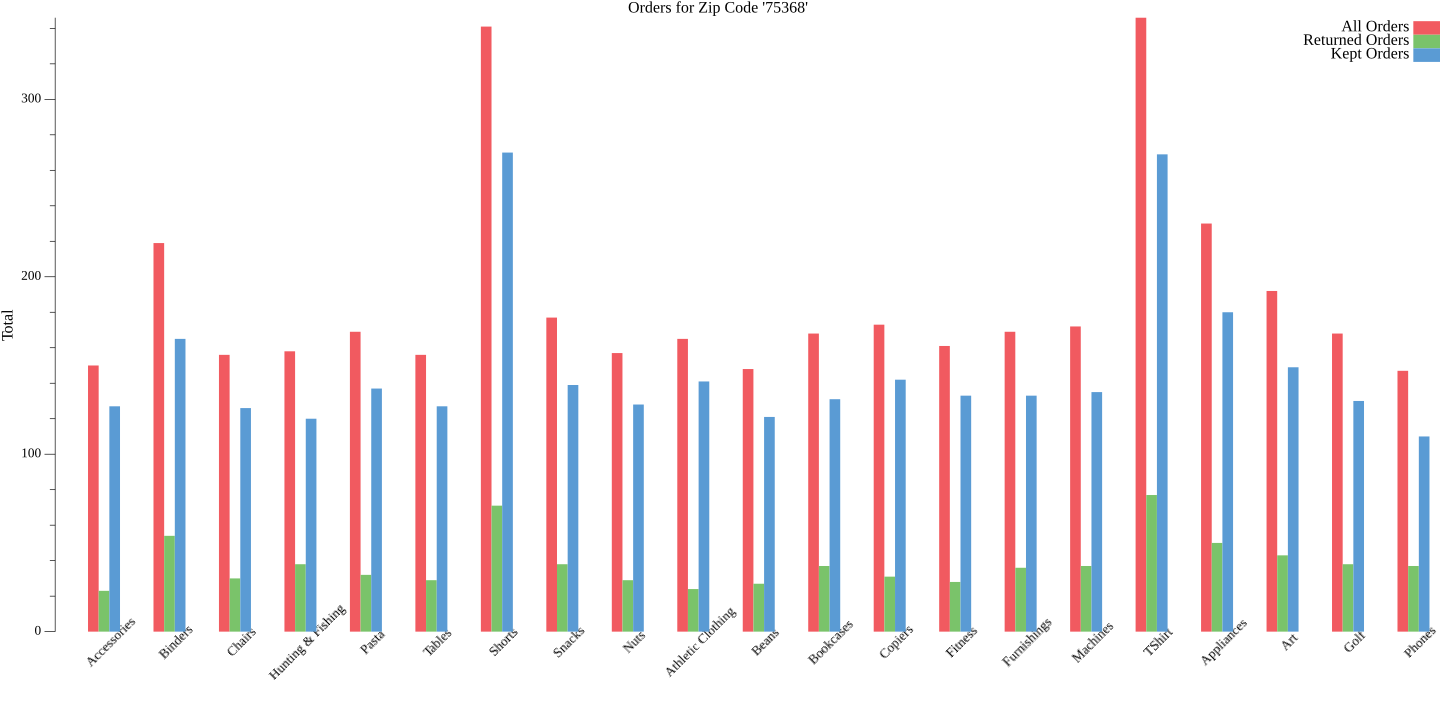 Orders for Zip Code '75368'
All Orders
Returned Orders
Kept Orders
Total
300
200
100
0
Accessories
Binders
Chairs
Hunting & Fishing
Pasta
Tables
Shorts
Snacks
Nuts
Athletic Clothing
Beans
Bookcases
Copiers
Fitness
Furnishings
Machines
TShirt
Appliances
Art
Golf
Phones